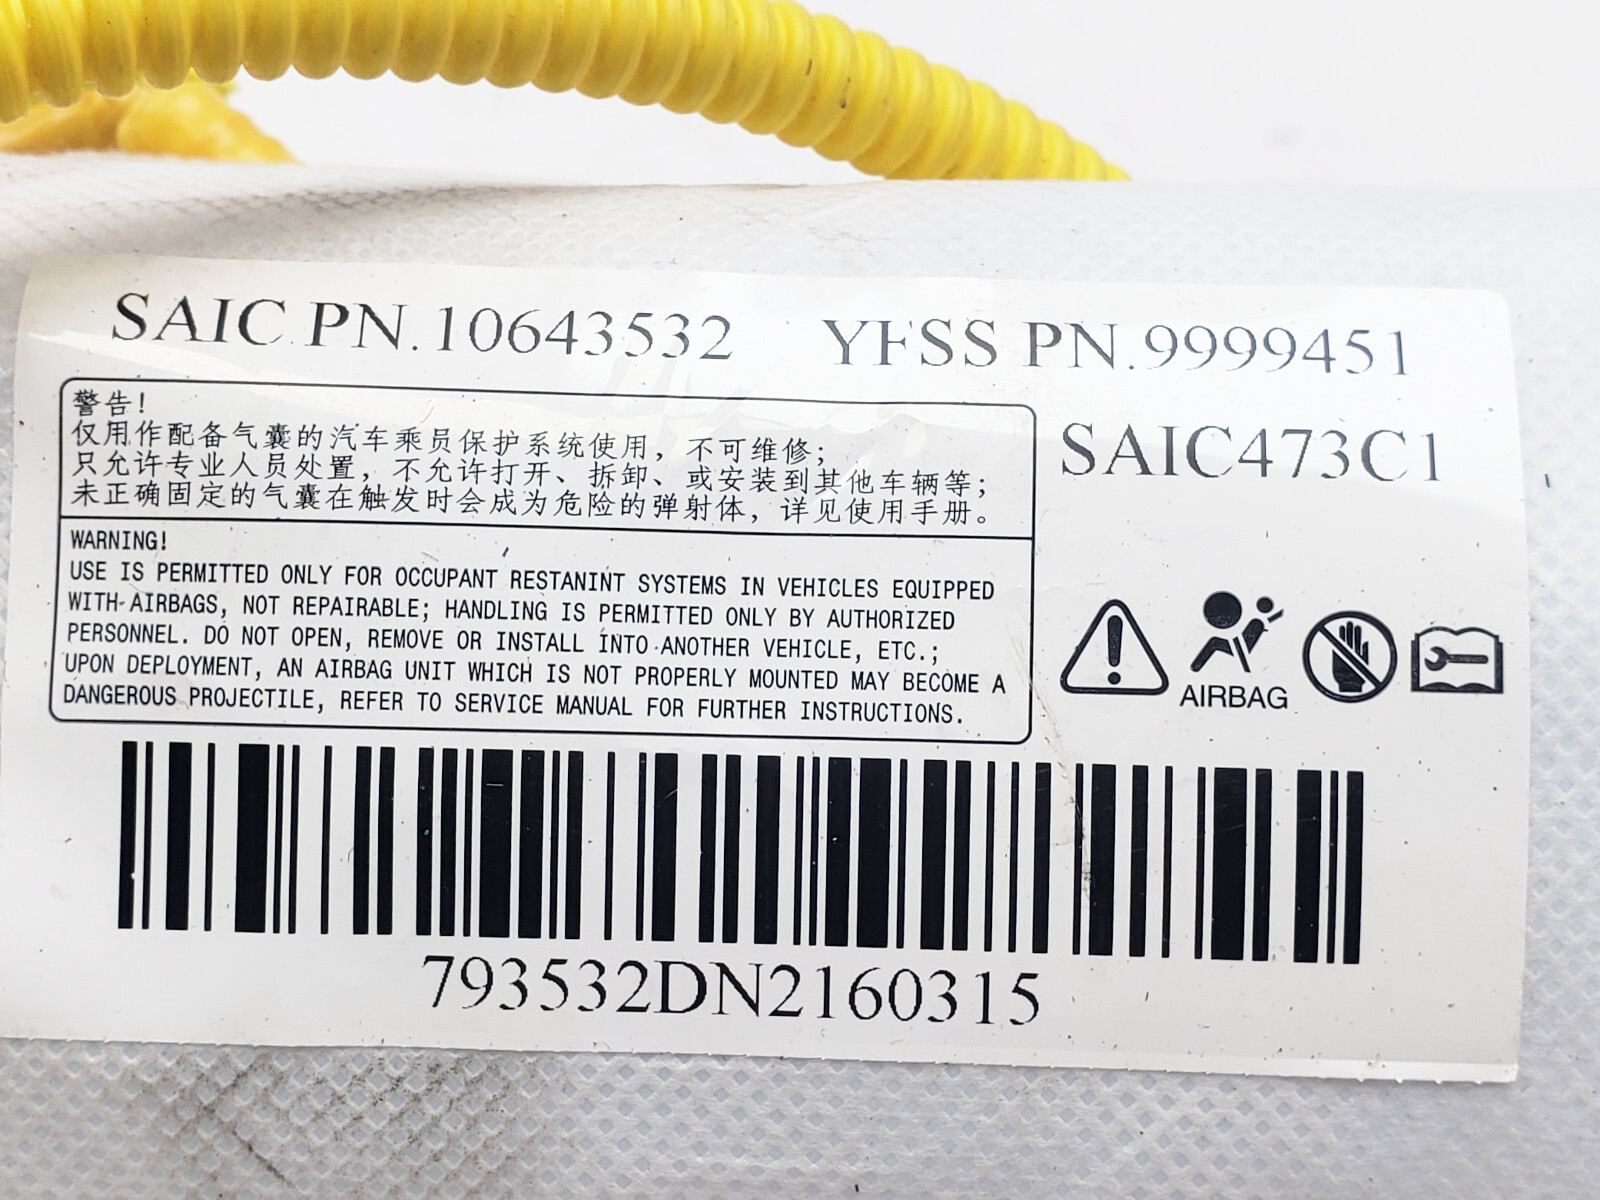 SAIC PN.10643532 YFSS PN.9999451
警告!
仅用作配备气囊的汽车乘员保护系统使用，不可维修；
只允许专业人员处置，不允许打开、拆卸、或安装到其他车辆等；
未正确固定的气囊在触发时会成为危险的弹射体，详见使用手册。
SAIC473C1
WARNING!
USE IS PERMITTED ONLY FOR OCCUPANT RESTANINT SYSTEMS IN VEHICLES EQUIPPED
WITH AIRBAGS, NOT REPAIRABLE; HANDLING IS PERMITTED ONLY BY AUTHORIZED
PERSONNEL. DO NOT OPEN, REMOVE OR INSTALL INTO ANOTHER VEHICLE, ETC.;
UPON DEPLOYMENT, AN AIRBAG UNIT WHICH IS NOT PROPERLY MOUNTED MAY BECOME A
DANGEROUS PROJECTILE, REFER TO SERVICE MANUAL FOR FURTHER INSTRUCTIONS.
AIRBAG
793532DN2160315